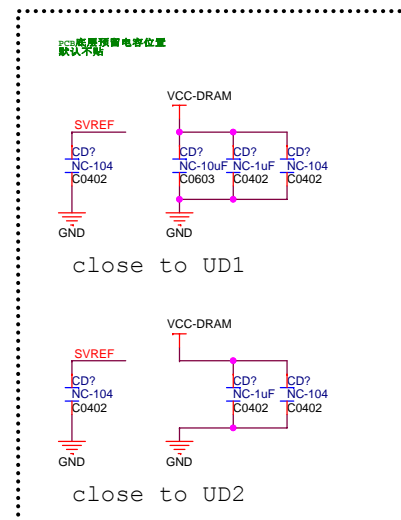 PCB底层预留电容位置
默认不贴
VCC-DRAM
SVREF
CD? CD? CD? CD?
NC-104 NC-10uF NC-1uF NC-104
C0402 C0603 C0402 C0402
GND GND
close to UD1
VCC-DRAM
SVREF
CD? CD? CD?
NC-104 NC-1uF NC-104
C0402 C0402 C0402
GND GND
close to UD2